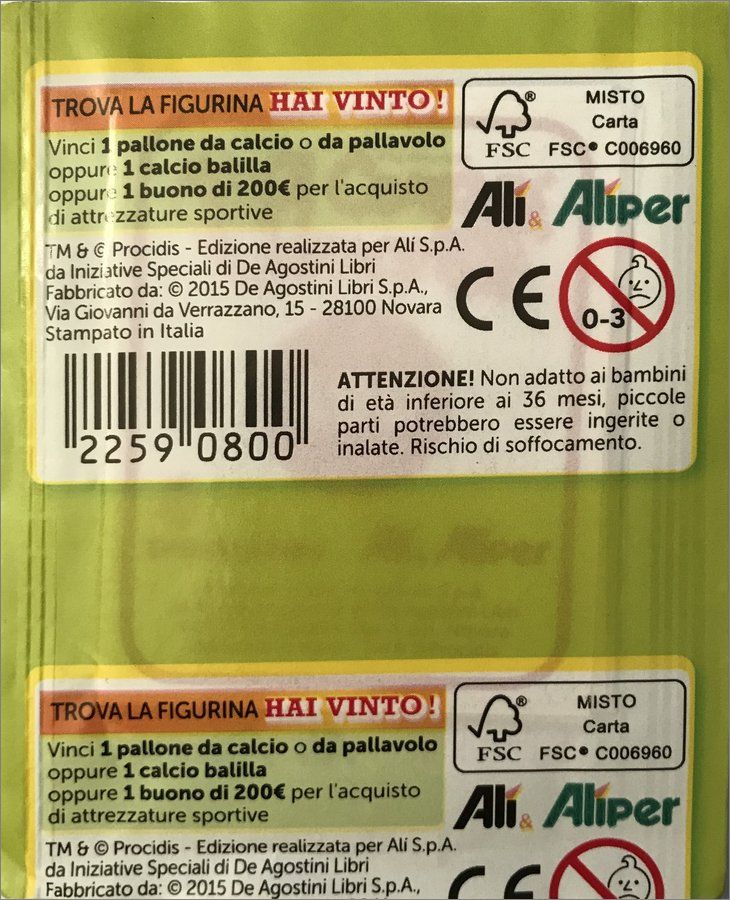 TROVA LA FIGURINA HAI VINTO!
Vinci 1 pallone da calcio o da pallavolo
oppure 1 calcio balilla
oppure 1 buono di 200€ per l'acquisto
di attrezzature sportive
FSC®
MISTO
Carta
FSC® C006960
Alí & Alíper
TM & © Procidis - Edizione realizzata per Alí S.p.A.
da Iniziative Speciali di De Agostini Libri
Fabbricato da: © 2015 De Agostini Libri S.p.A.,
Via Giovanni da Verrazzano, 15 - 28100 Novara
Stampato in Italia
CE
0-3
2259 0800
ATTENZIONE! Non adatto ai bambini
di età inferiore ai 36 mesi, piccole
parti potrebbero essere ingerite o
inalate. Rischio di soffocamento.
TROVA LA FIGURINA HAI VINTO!
Vinci 1 pallone da calcio o da pallavolo
oppure 1 calcio balilla
oppure 1 buono di 200€ per l'acquisto
di attrezzature sportive
FSC®
MISTO
Carta
FSC® C006960
Alí & Alíper
TM & © Procidis - Edizione realizzata per Alí S.p.A.
da Iniziative Speciali di De Agostini Libri
Fabbricato da: © 2015 De Agostini Libri S.p.A.,
CE